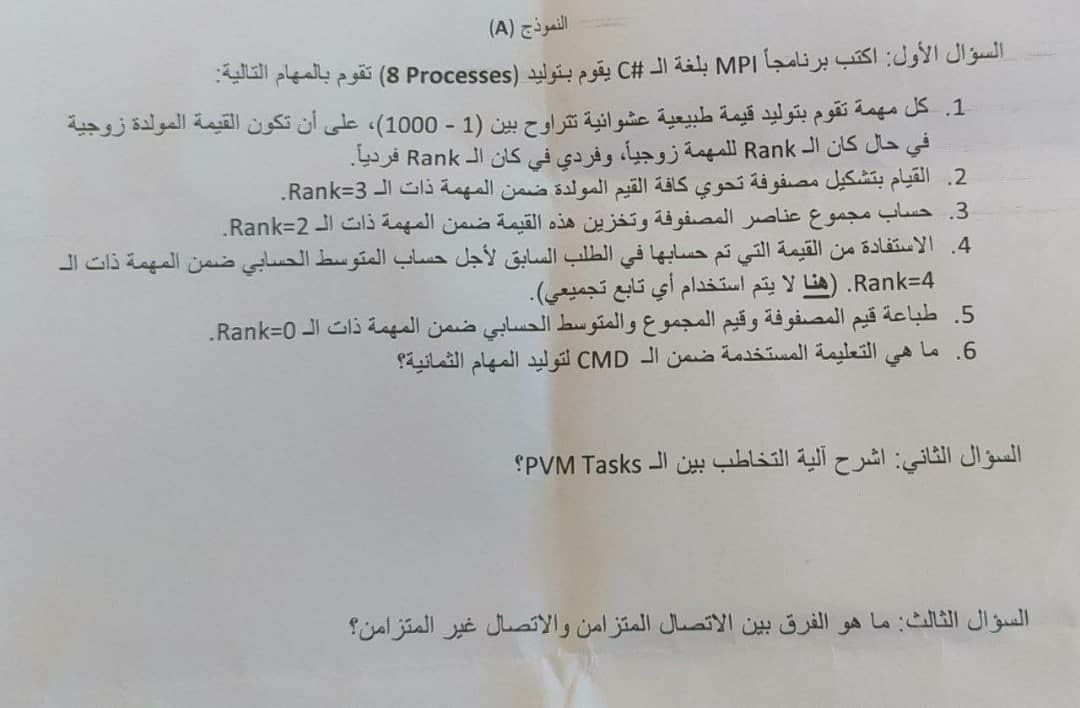 النموذج (A)
السؤال الأول: اكتب برنامجاً MPI بلغة الـ C# يقوم بتوليد (8 Processes) تقوم بالمهام التالية:
1. كل مهمة تقوم بتوليد قيمة طبيعية عشوانية تتراوح بين (1 - 1000)، على أن تكون القيمة المولدة زوجية
في حال كان الـ Rank للمهمة زوجياً، وفردي في كان الـ Rank فردياً.
2. القيام بتشكيل مصفوفة تحوي كافة القيم المولدة ضمن المهمة ذات الـ Rank=3.
3. حساب مجموع عناصر المصفوفة وتخزين هذه القيمة ضمن المهمة ذات الـ Rank=2.
4. الاستفادة من القيمة التي تم حسابها في الطلب السابق لأجل حساب المتوسط الحسابي ضمن المهمة ذات الـ
Rank=4. (هنا لا يتم استخدام أي تابع تجميعي).
5. طباعة قيم المصفوفة وقيم المجموع والمتوسط الحسابي ضمن المهمة ذات الـ Rank=0.
6. ما هي التعليمة المستخدمة ضمن الـ CMD لتوليد المهام الثمانية؟
السؤال الثاني: اشرح آلية التخاطب بين الـ PVM Tasks؟
السؤال الثالث: ما هو الفرق بين الاتصال المتزامن والاتصال غير المتزامن؟